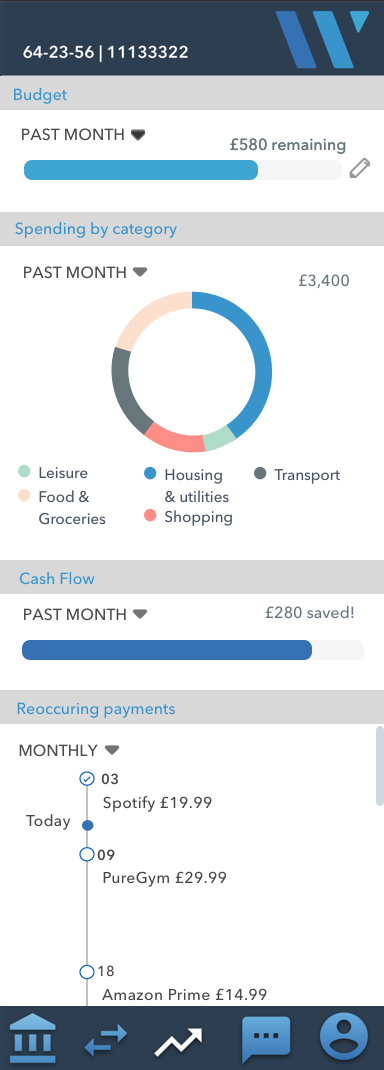 64-23-56 | 11133322
Budget
PAST MONTH
£580 remaining
Spending by category
PAST MONTH
£3,400
Leisure
Housing
& utilities
Transport
Food &
Groceries
Shopping
Cash Flow
PAST MONTH
£280 saved!
Reoccuring payments
MONTHLY
03
Spotify £19.99
Today
09
PureGym £29.99
18
Amazon Prime £14.99